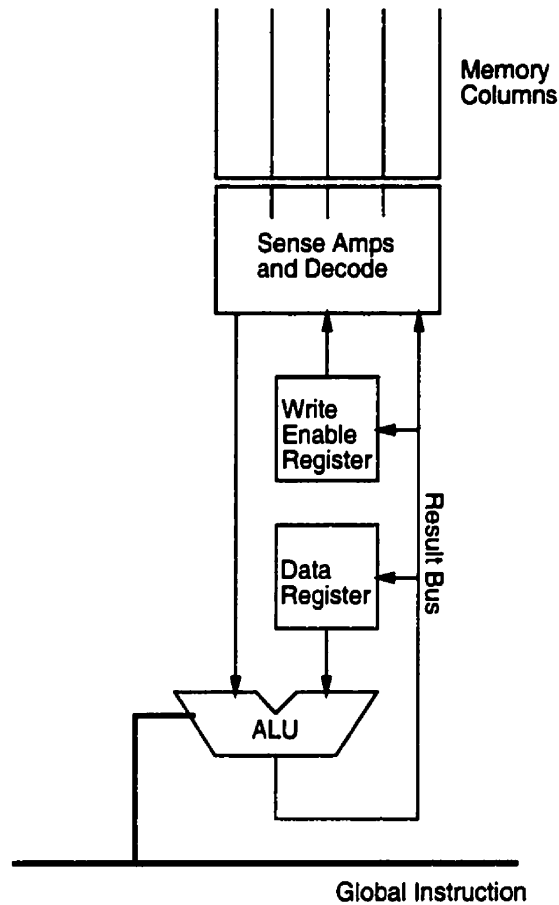 Memory
Columns
Sense Amps
and Decode
Write
Enable
Register
Result Bus
Data
Register
ALU
Global Instruction